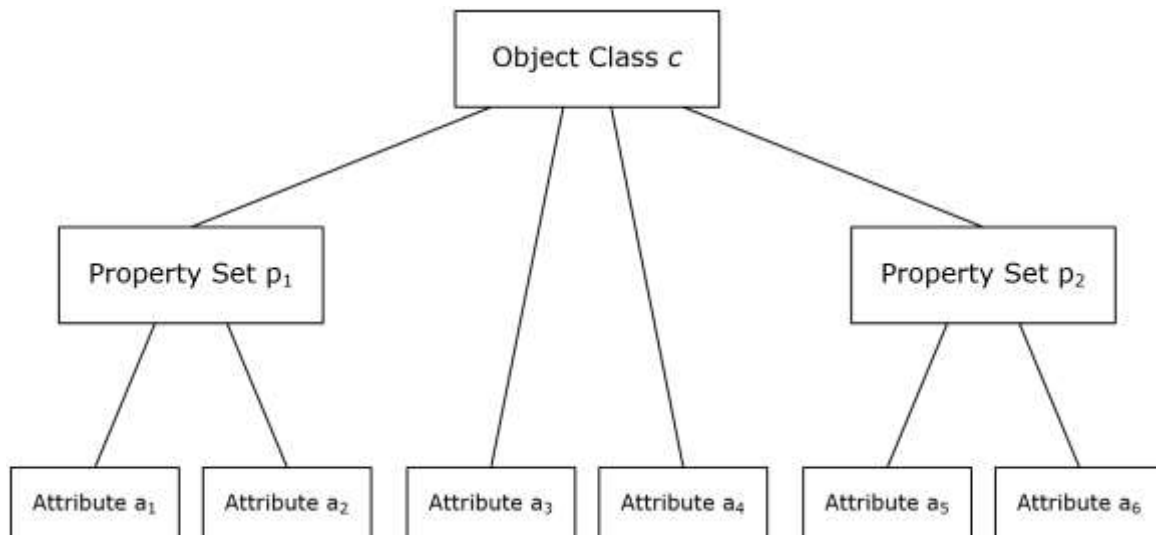 Object Class c
Property Set p₁
Property Set p₂
Attribute a₁
Attribute a₂
Attribute a₃
Attribute a₄
Attribute a₅
Attribute a₆